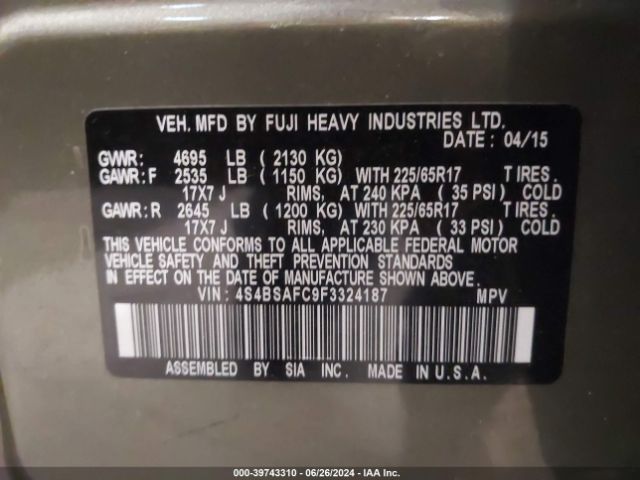 VEH. MFD BY FUJI HEAVY INDUSTRIES LTD.
DATE: 04/15
GVWR: 4695 LB ( 2130 KG)
GAWR:F 2535 LB ( 1150 KG) WITH 225/65R17 TIRES.
17X7 J RIMS, AT 240 KPA ( 35 PSI) COLD
GAWR:R 2645 LB ( 1200 KG) WITH 225/65R17 TIRES.
17X7 J RIMS, AT 230 KPA ( 33 PSI) COLD
THIS VEHICLE CONFORMS TO ALL APPLICABLE FEDERAL MOTOR
VEHICLE SAFETY AND THEFT PREVENTION STANDARDS
IN EFFECT ON THE DATE OF MANUFACTURE SHOWN ABOVE.
VIN : 4S4BSAFC9F3324187 MPV
ASSEMBLED BY SIA INC. MADE IN U.S.A.
000-39743310 - 06/26/2024 - IAAI.com